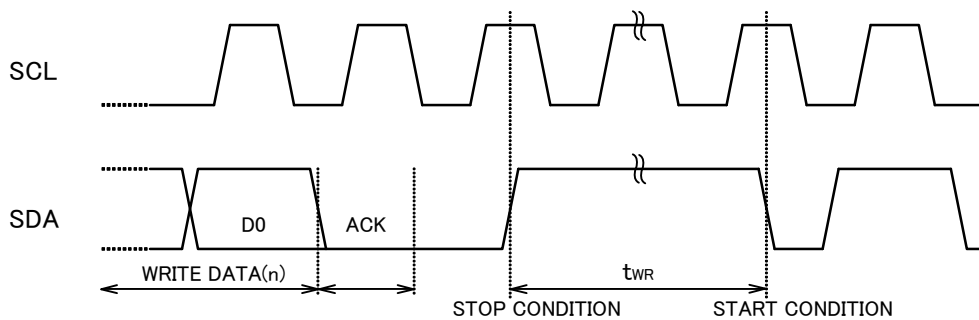 SCL
SDA
D0
ACK
WRITE DATA(n)
tWR
STOP CONDITION
START CONDITION